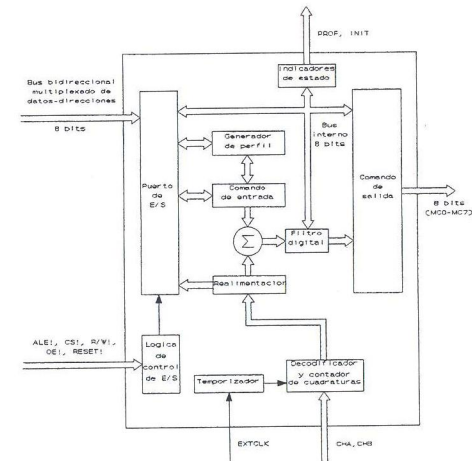 PROF, INIT
Indicadores
de estado
Bus bidireccional
multiplexado de
datos-direcciones
8 bits
Bus
interno
8 bits
Generador
de perfil
Puerto
de
E/S
Comando
de entrada
Comando
de
salida
8 bits
(MC0-MC7)
Σ
Filtro
digital
Realimentacion
ALE!, CS!, R/W!,
OE!, RESET!
Logica
de
control
de E/S
Temporizador
Decodificador
y contador
de cuadraturas
EXTCLK
CHA,CHB